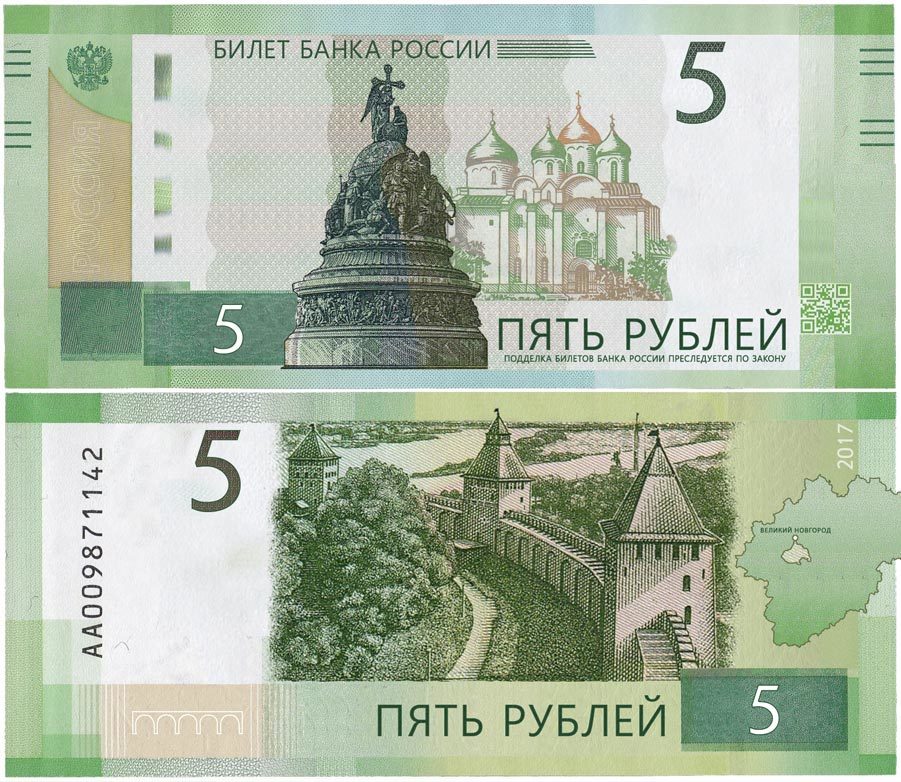 БИЛЕТ БАНКА РОССИИ
5
РОССИЯ
5
ПЯТЬ РУБЛЕЙ
ПОДДЕЛКА БИЛЕТОВ БАНКА РОССИИ ПРЕСЛЕДУЕТСЯ ПО ЗАКОНУ
5
2017
АА009871142
ВЕЛИКИЙ НОВГОРОД
ПЯТЬ РУБЛЕЙ
5